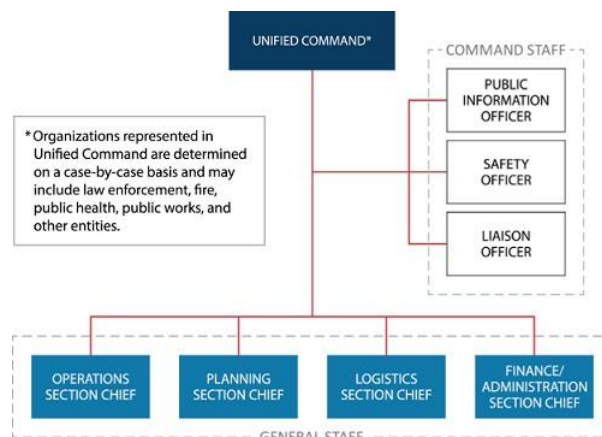 UNIFIED COMMAND*
COMMAND STAFF
PUBLIC
INFORMATION
OFFICER
SAFETY
OFFICER
LIAISON
OFFICER
* Organizations represented in
Unified Command are determined
on a case-by-case basis and may
include law enforcement, fire,
public health, public works, and
other entities.
OPERATIONS
SECTION CHIEF
PLANNING
SECTION CHIEF
LOGISTICS
SECTION CHIEF
FINANCE/
ADMINISTRATION
SECTION CHIEF
GENERAL STAFF